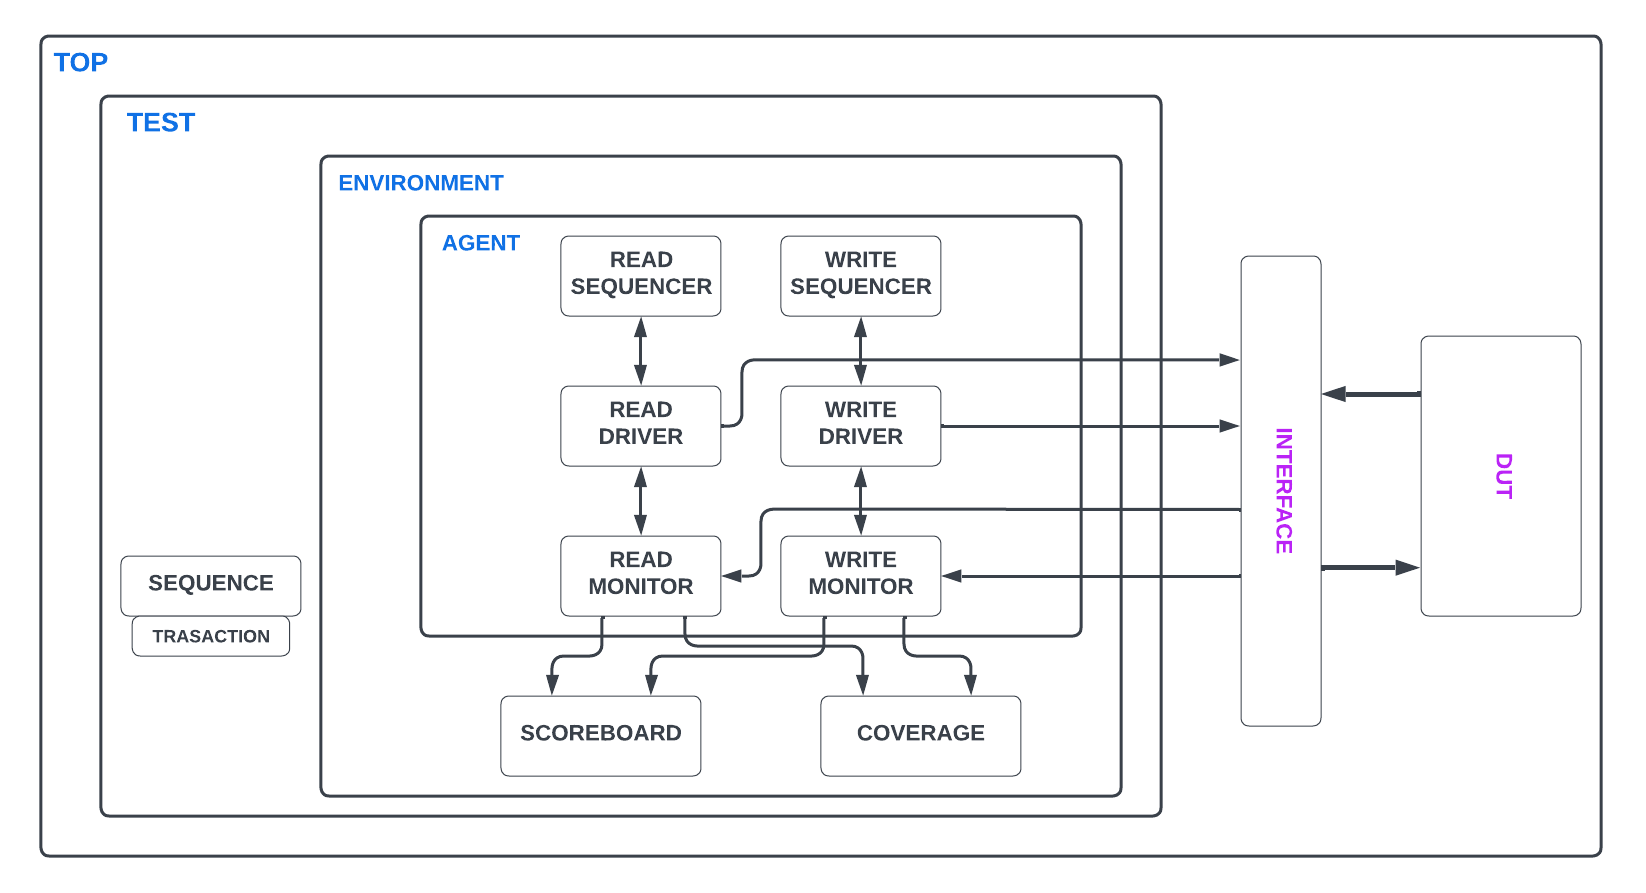 TOP
TEST
ENVIRONMENT
AGENT
READ
SEQUENCER
WRITE
SEQUENCER
READ
DRIVER
WRITE
DRIVER
READ
MONITOR
WRITE
MONITOR
SEQUENCE
TRASACTION
SCOREBOARD
COVERAGE
INTERFACE
DUT